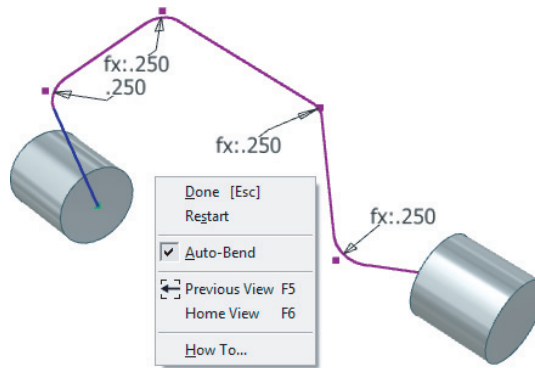 fx:.250
.250
fx:.250
fx:.250
Done [Esc]
Restart
Auto-Bend
Previous View F5
Home View F6
How To...